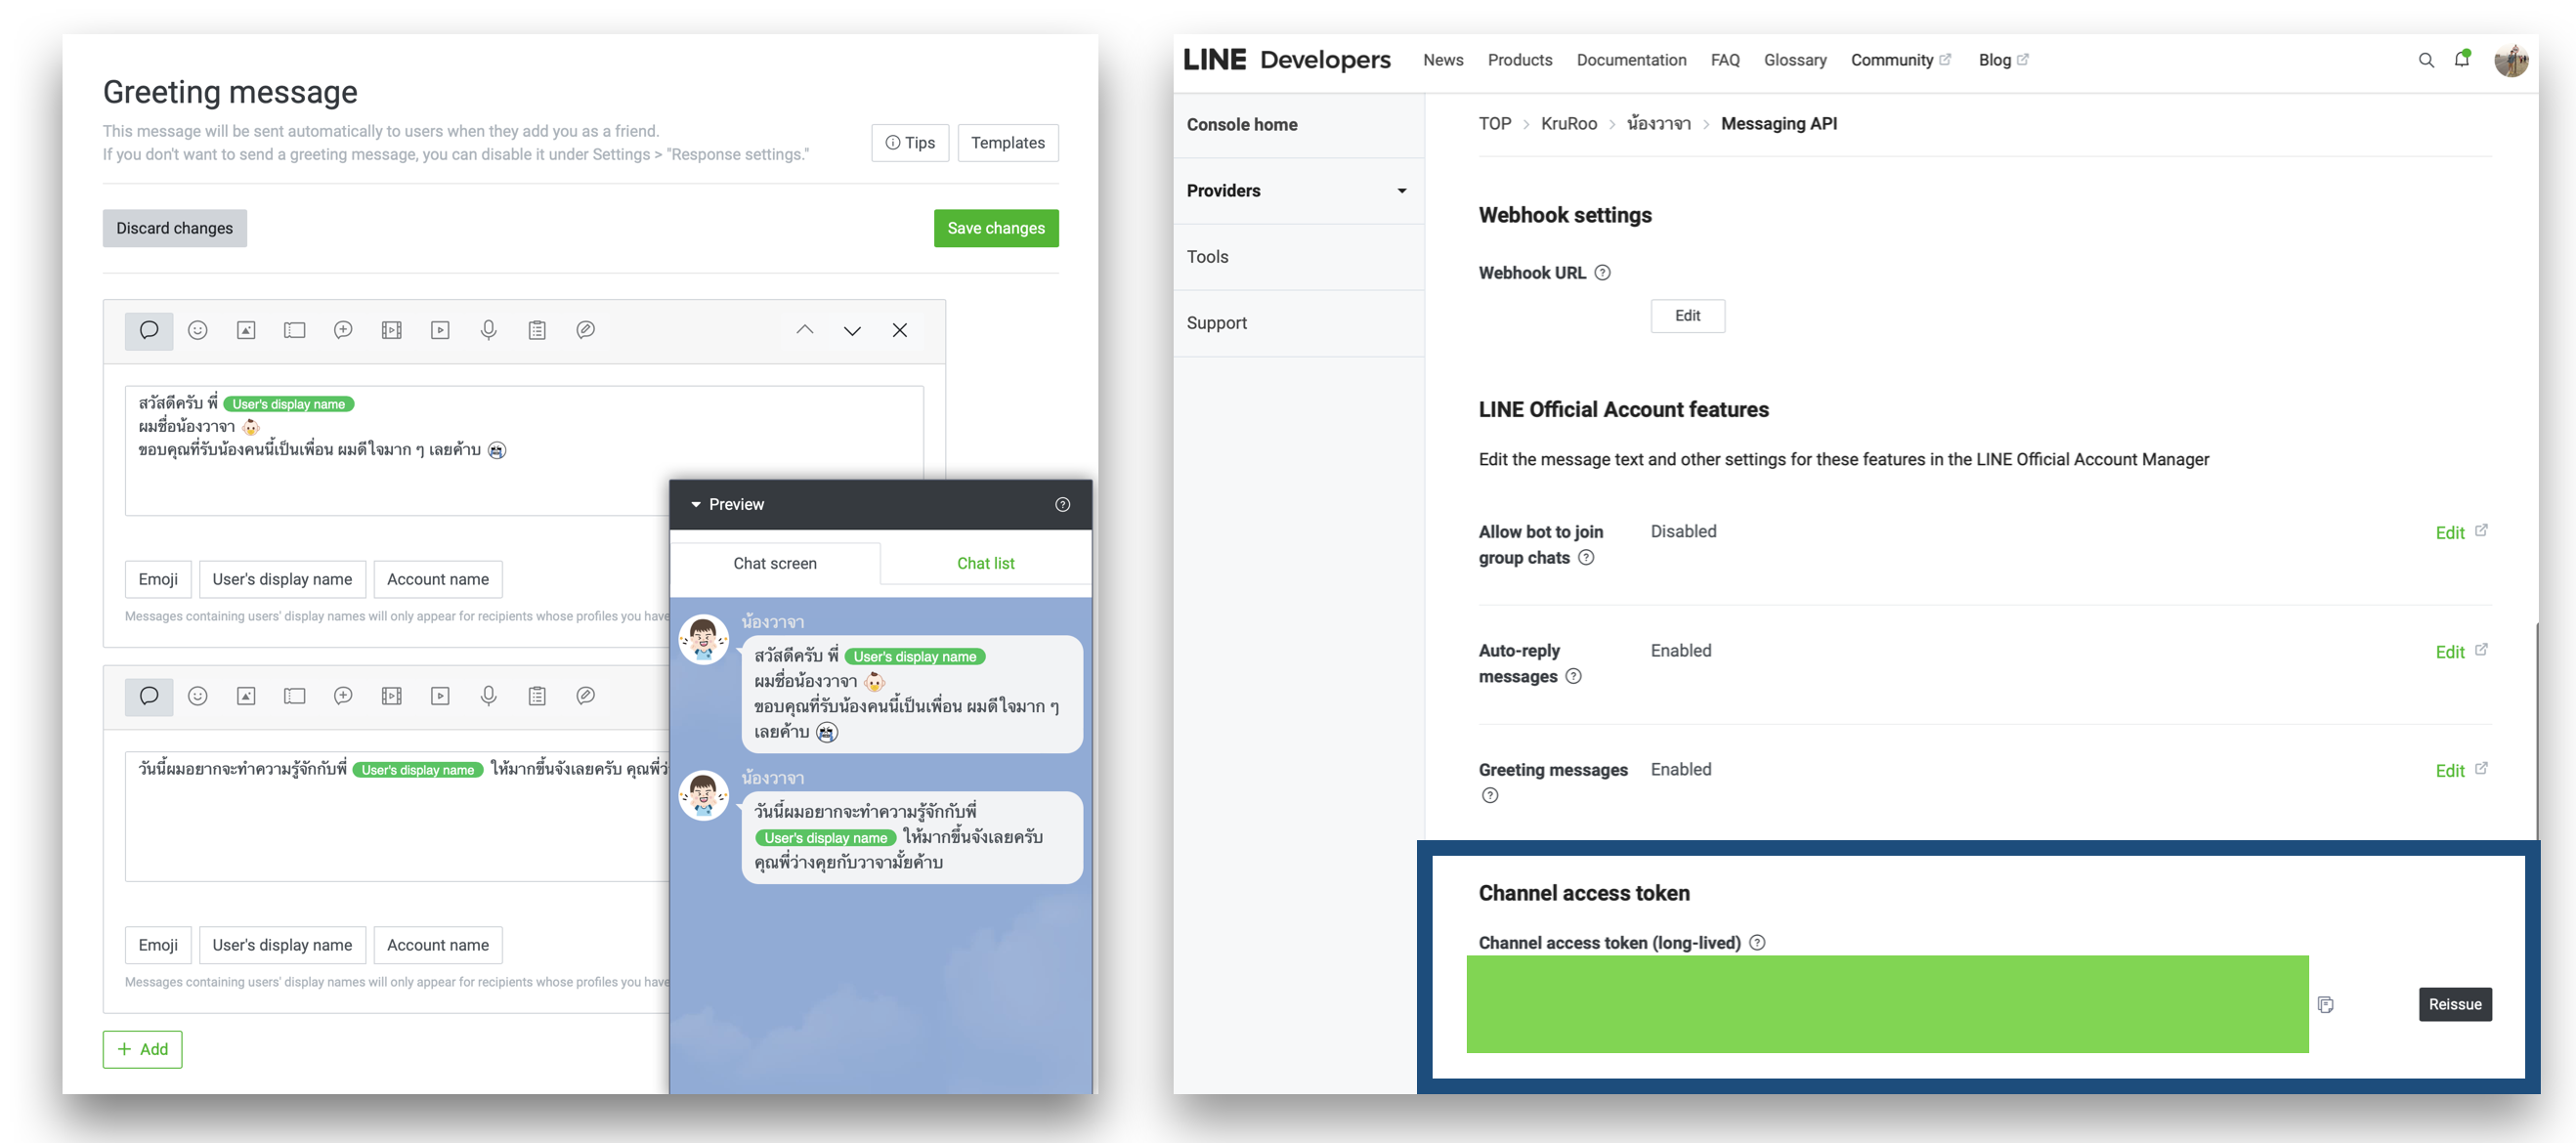 Greeting message
This message will be sent automatically to users when they add you as a friend.
If you don't want to send a greeting message, you can disable it under Settings > "Response settings."
Tips
Templates
Discard changes
Save changes
สวัสดีครับ พี่ User's display name
ผมชื่อน้องวาจา
ขอบคุณที่รับน้องคนนี้เป็นเพื่อน ผมดีใจมาก ๆ เลยค้าบ
Emoji
User's display name
Account name
Messages containing users' display names will only appear for recipients whose profiles you have
วันนี้ผมอยากจะทำความรู้จักกับพี่ User's display name ให้มากขึ้นจังเลยครับ คุณพี่ว่
Emoji
User's display name
Account name
Messages containing users' display names will only appear for recipients whose profiles you have
+ Add
Preview
Chat screen
Chat list
น้องวาจา
สวัสดีครับ พี่ User's display name
ผมชื่อน้องวาจา
ขอบคุณที่รับน้องคนนี้เป็นเพื่อน ผมดีใจมาก ๆ
เลยค้าบ
น้องวาจา
วันนี้ผมอยากจะทำความรู้จักกับพี่
User's display name ให้มากขึ้นจังเลยครับ
คุณพี่ว่างคุยกับวาจามั้ยค้าบ
LINE Developers
News
Products
Documentation
FAQ
Glossary
Community
Blog
Console home
Providers
Tools
Support
TOP > KruRoo > น้องวาจา > Messaging API
Webhook settings
Webhook URL
Edit
LINE Official Account features
Edit the message text and other settings for these features in the LINE Official Account Manager
Allow bot to join
group chats
Disabled
Edit
Auto-reply
messages
Enabled
Edit
Greeting messages
Enabled
Edit
Channel access token
Channel access token (long-lived)
Reissue